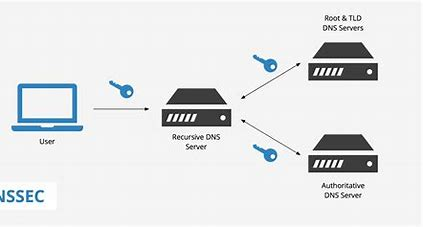 Root & TLD
DNS Servers
User
Recursive DNS
Server
NSSEC
Authoritative
DNS Server